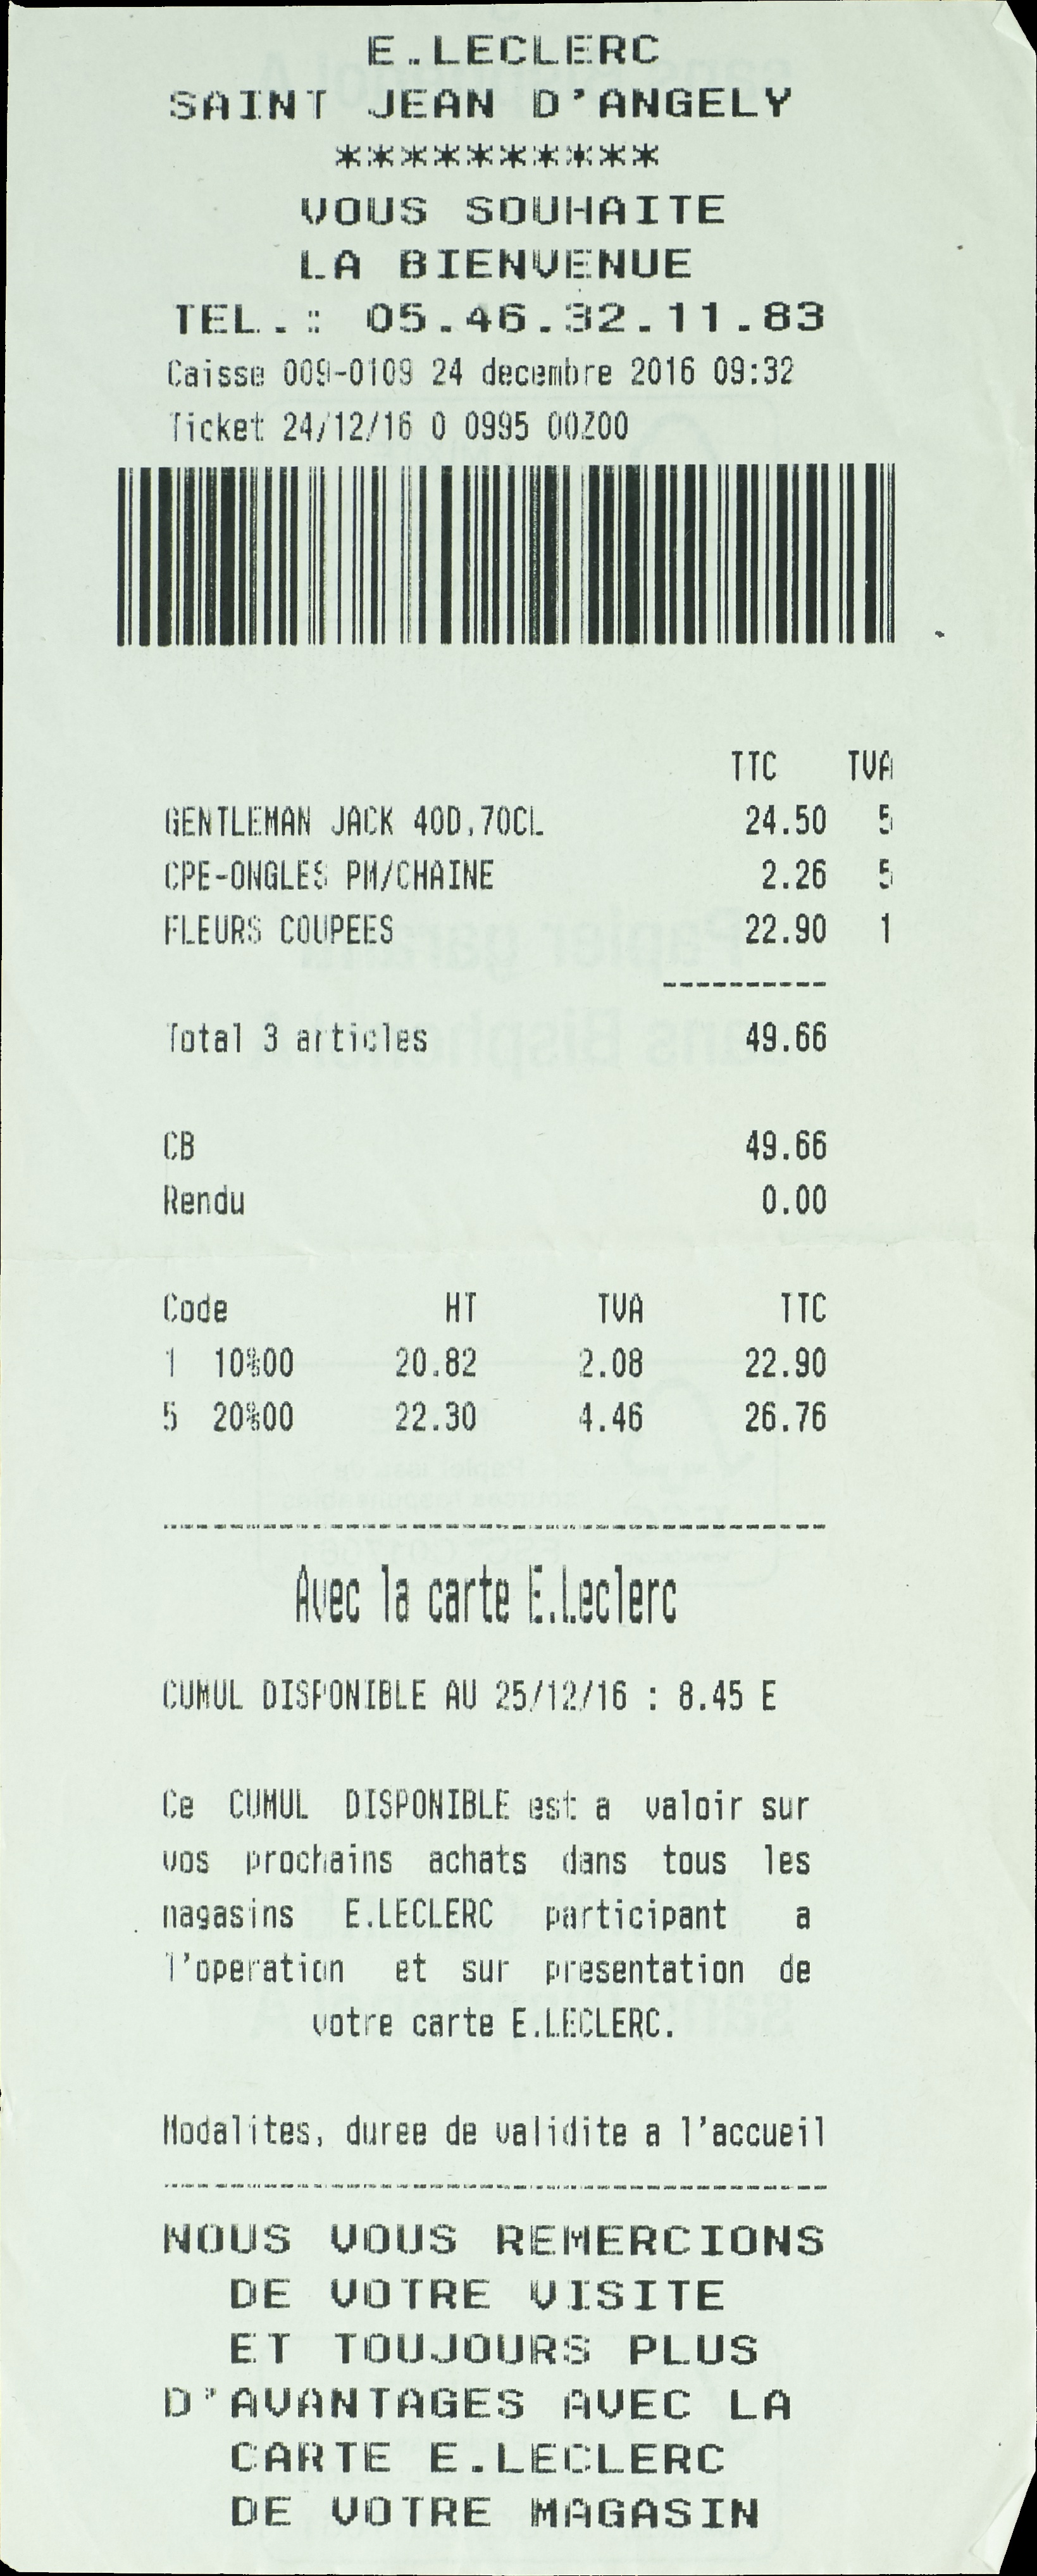 E.LECLERC
SAINT JEAN D'ANGELY
**********
VOUS SOUHAITE
LA BIENVENUE
TEL.: 05.46.32.11.83
Caisse 009-0109 24 decembre 2016 09:32
Ticket 24/12/16 0 0995 00Z00
TTC TVA
GENTLEMAN JACK 40D,70CL 24.50 5
CPE-ONGLES PM/CHAINE 2.26 5
FLEURS COUPEES 22.90 1
----------
Total 3 articles 49.66
CB 49.66
Rendu 0.00
Code HT TVA TTC
1 10%00 20.82 2.08 22.90
5 20%00 22.30 4.46 26.76
----------------------------------------
Avec la carte E.Leclerc
CUMUL DISPONIBLE AU 25/12/16 : 8.45 E
Ce CUMUL DISPONIBLE est a valoir sur
vos prochains achats dans tous les
magasins E.LECLERC participant a
l'operation et sur presentation de
votre carte E.LECLERC.
Modalites, duree de validite a l'accueil
----------------------------------------
NOUS VOUS REMERCIONS
DE VOTRE VISITE
ET TOUJOURS PLUS
D'AVANTAGES AVEC LA
CARTE E.LECLERC
DE VOTRE MAGASIN